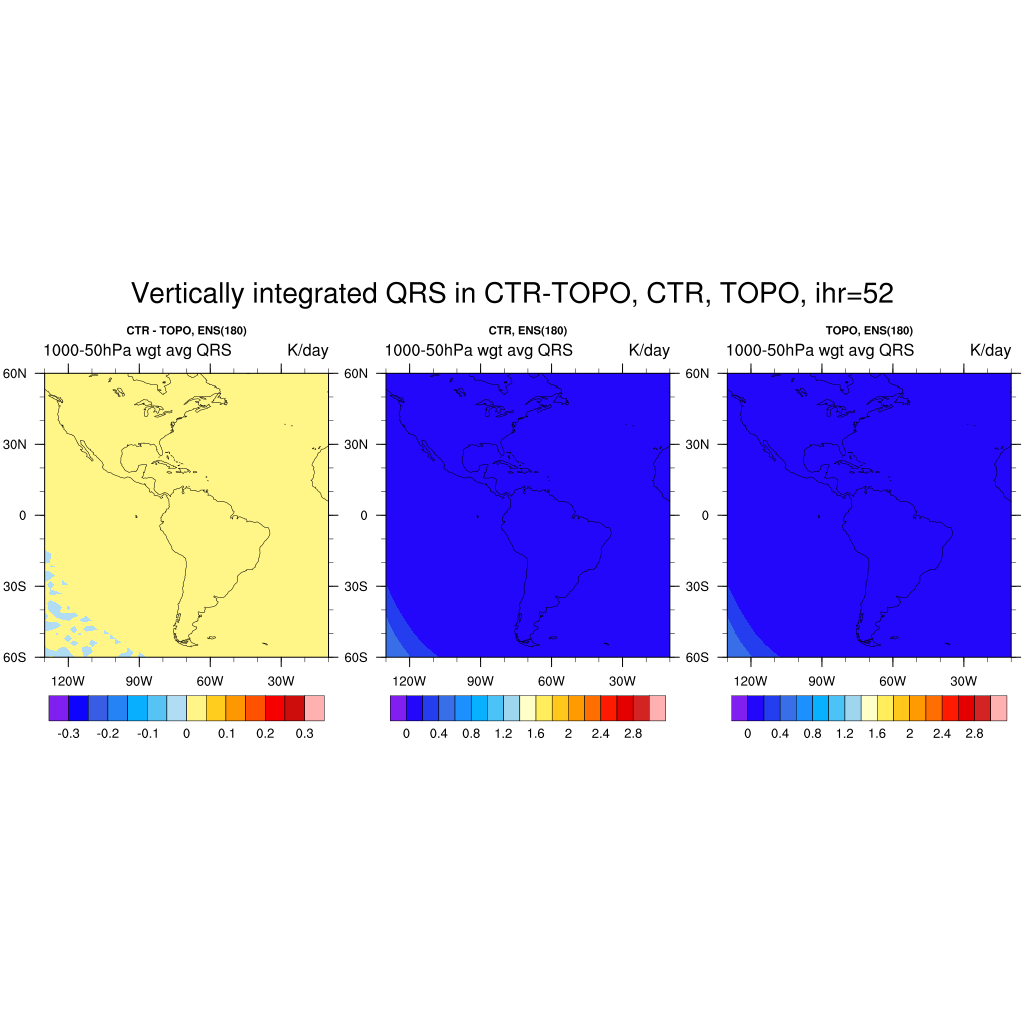 Vertically integrated QRS in CTR-TOPO, CTR, TOPO, ihr=52
CTR - TOPO, ENS(180)
1000-50hPa wgt avg QRS K/day
60N
30N
0
30S
60S
120W 90W 60W 30W
-0.3 -0.2 -0.1 0 0.1 0.2 0.3
CTR, ENS(180)
1000-50hPa wgt avg QRS K/day
60N
30N
0
30S
60S
120W 90W 60W 30W
0 0.4 0.8 1.2 1.6 2 2.4 2.8
TOPO, ENS(180)
1000-50hPa wgt avg QRS K/day
60N
30N
0
30S
60S
120W 90W 60W 30W
0 0.4 0.8 1.2 1.6 2 2.4 2.8